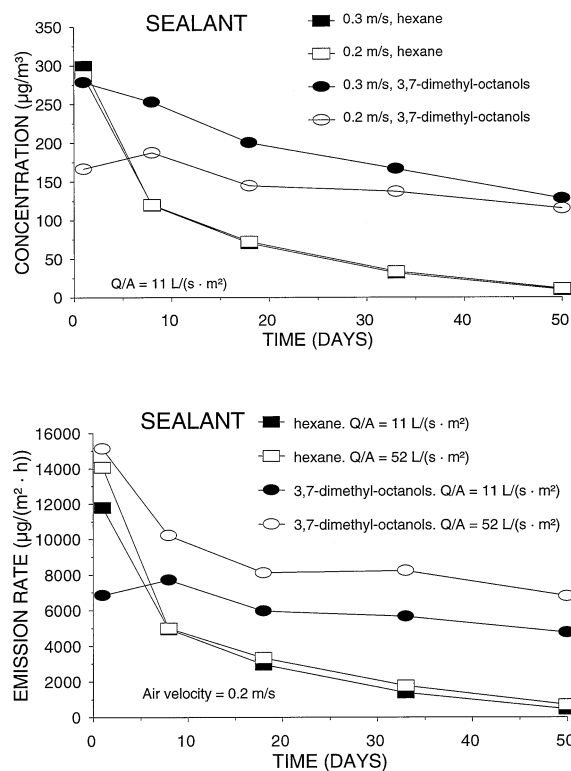 SEALANT
0.3 m/s, hexane
0.2 m/s, hexane
0.3 m/s, 3,7-dimethyl-octanols
0.2 m/s, 3,7-dimethyl-octanols
CONCENTRATION (µg/m³)
350
300
250
200
150
100
50
0
Q/A = 11 L/(s · m²)
0 10 20 30 40 50
TIME (DAYS)
SEALANT
hexane. Q/A = 11 L/(s · m²)
hexane. Q/A = 52 L/(s · m²)
3,7-dimethyl-octanols. Q/A = 11 L/(s · m²)
3,7-dimethyl-octanols. Q/A = 52 L/(s · m²)
EMISSION RATE (µg/(m² · h))
16000
14000
12000
10000
8000
6000
4000
2000
0
Air velocity = 0.2 m/s
0 10 20 30 40 50
TIME (DAYS)